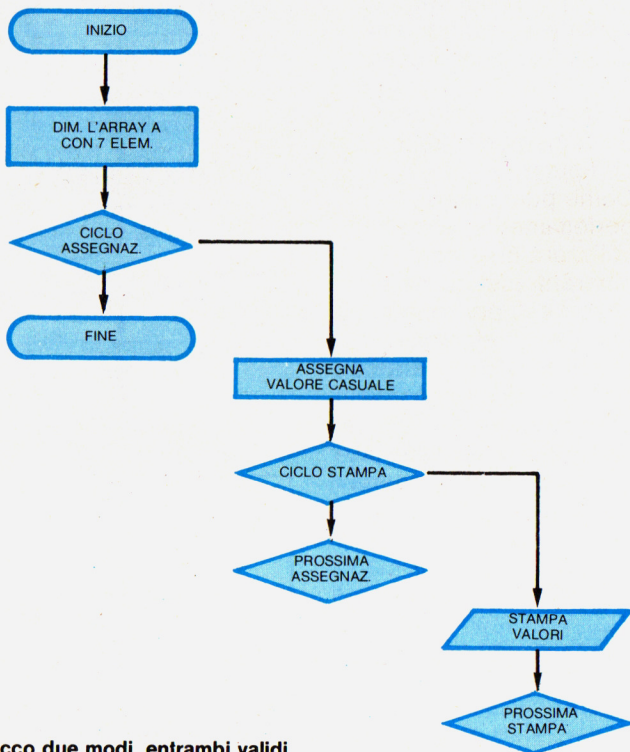 INIZIO
DIM. L'ARRAY A
CON 7 ELEM.
CICLO
ASSEGNAZ.
FINE
ASSEGNA
VALORE CASUALE
CICLO STAMPA
PROSSIMA
ASSEGNAZ.
STAMPA
VALORI
PROSSIMA
STAMPA
due modi, entrambi validi